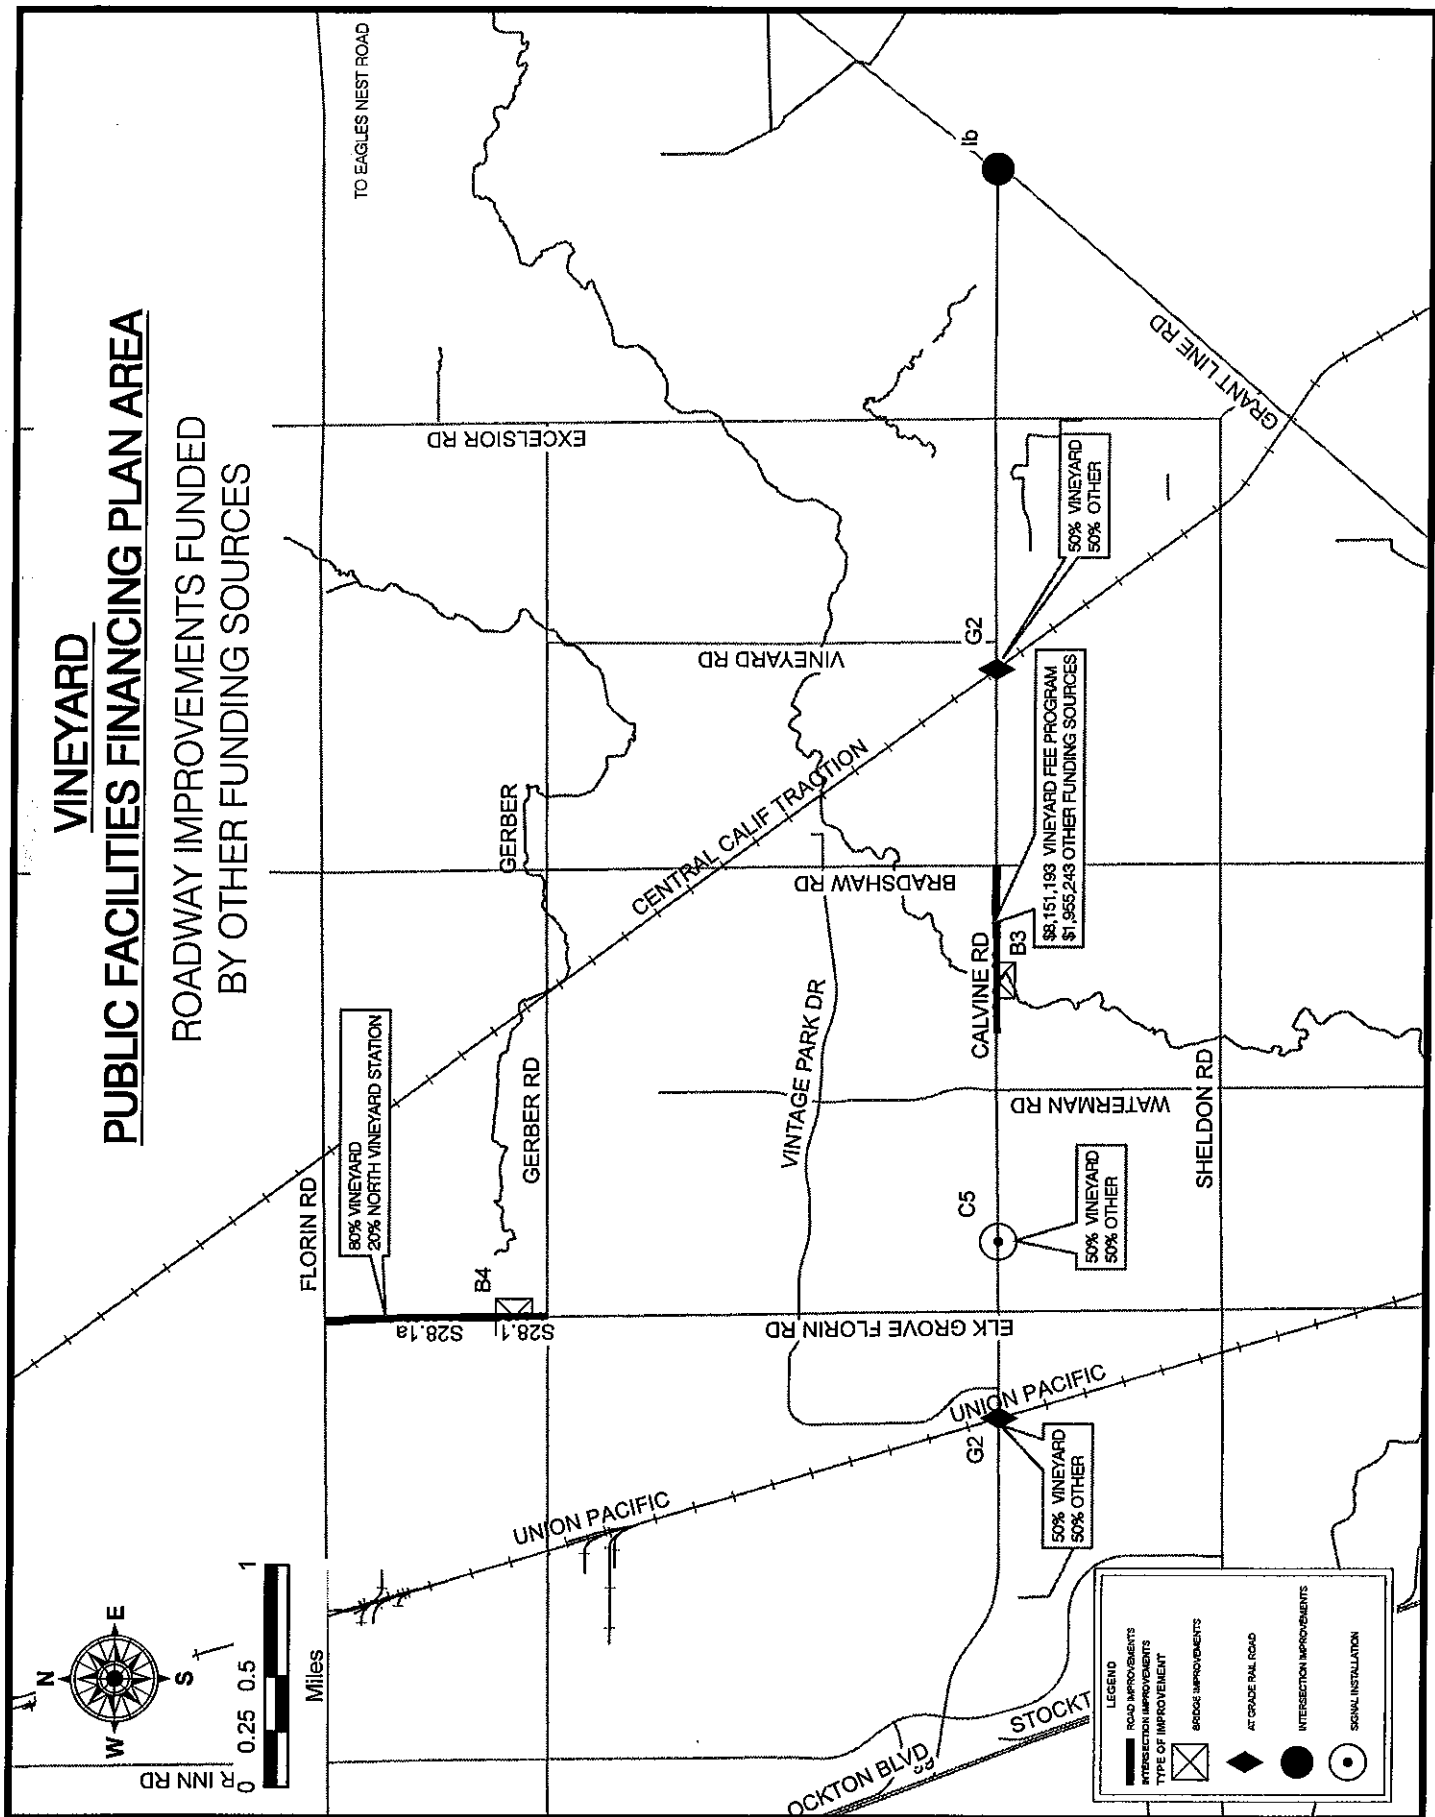 VINEYARD
PUBLIC FACILITIES FINANCING PLAN AREA
ROADWAY IMPROVEMENTS FUNDED
BY OTHER FUNDING SOURCES
N
W
E
S
0 0.25 0.5 1
Miles
R INN RD
TO EAGLES NEST ROAD
FLORIN RD
80% VINEYARD
20% NORTH VINEYARD STATION
S28.1a
S28.1
B4
GERBER RD
GERBER
EXCELSIOR RD
UNION PACIFIC
CENTRAL CALIF TRACTION
VINEYARD RD
BRADSHAW RD
VINTAGE PARK DR
ELK GROVE FLORIN RD
UNION PACIFIC
G2
50% VINEYARD
50% OTHER
C5
50% VINEYARD
50% OTHER
WATERMAN RD
CALVINE RD
B3
$8,151,193 VINEYARD FEE PROGRAM
$1,955,243 OTHER FUNDING SOURCES
G2
50% VINEYARD
50% OTHER
Ib
GRANT LINE RD
SHELDON RD
STOCKT
OCKTON BLVD
99
LEGEND
ROAD IMPROVEMENTS
INTERSECTION IMPROVEMENTS
TYPE OF IMPROVEMENT
BRIDGE IMPROVEMENTS
AT GRADE RAIL ROAD
INTERSECTION IMPROVEMENTS
SIGNAL INSTALLATION